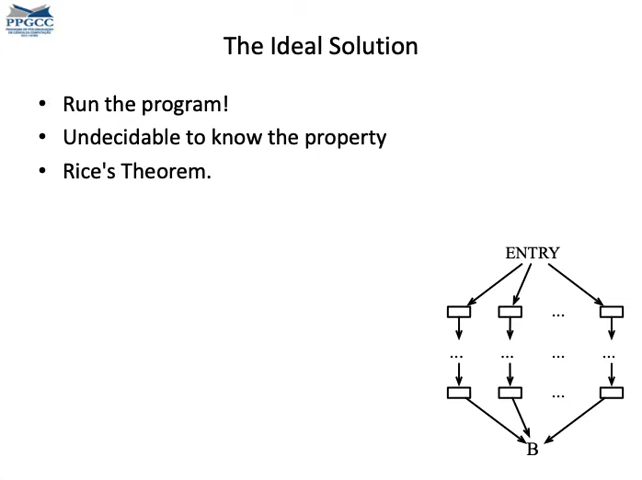 PPGCC
The Ideal Solution
• Run the program!
• Undecidable to know the property
• Rice's Theorem.
ENTRY
...
... ... ... ...
...
B